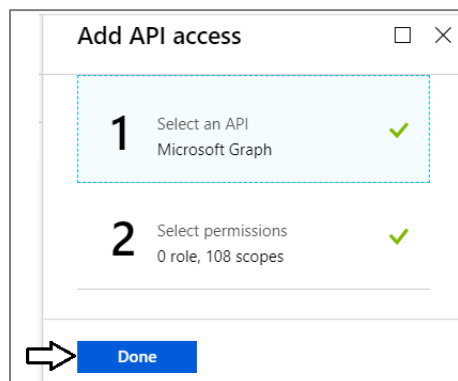 Add API access
1
Select an API
Microsoft Graph
2
Select permissions
0 role, 108 scopes
Done